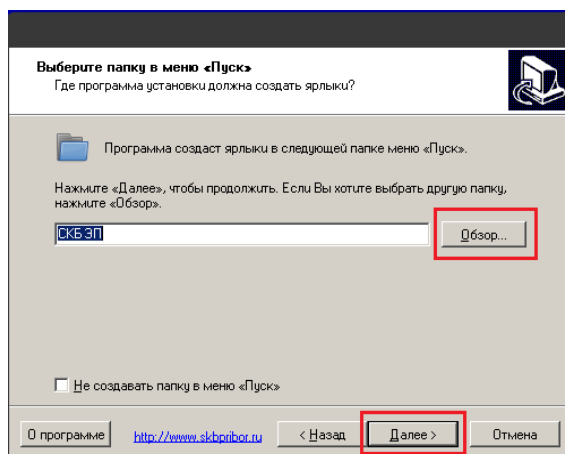 Выберите папку в меню «Пуск»
Где программа установки должна создать ярлыки?
Программа создаст ярлыки в следующей папке меню «Пуск».
Нажмите «Далее», чтобы продолжить. Если Вы хотите выбрать другую папку,
нажмите «Обзор».
СКБ ЭП
Обзор...
Не создавать папку в меню «Пуск»
О программе
http://www.skbpribor.ru
< Назад
Далее >
Отмена